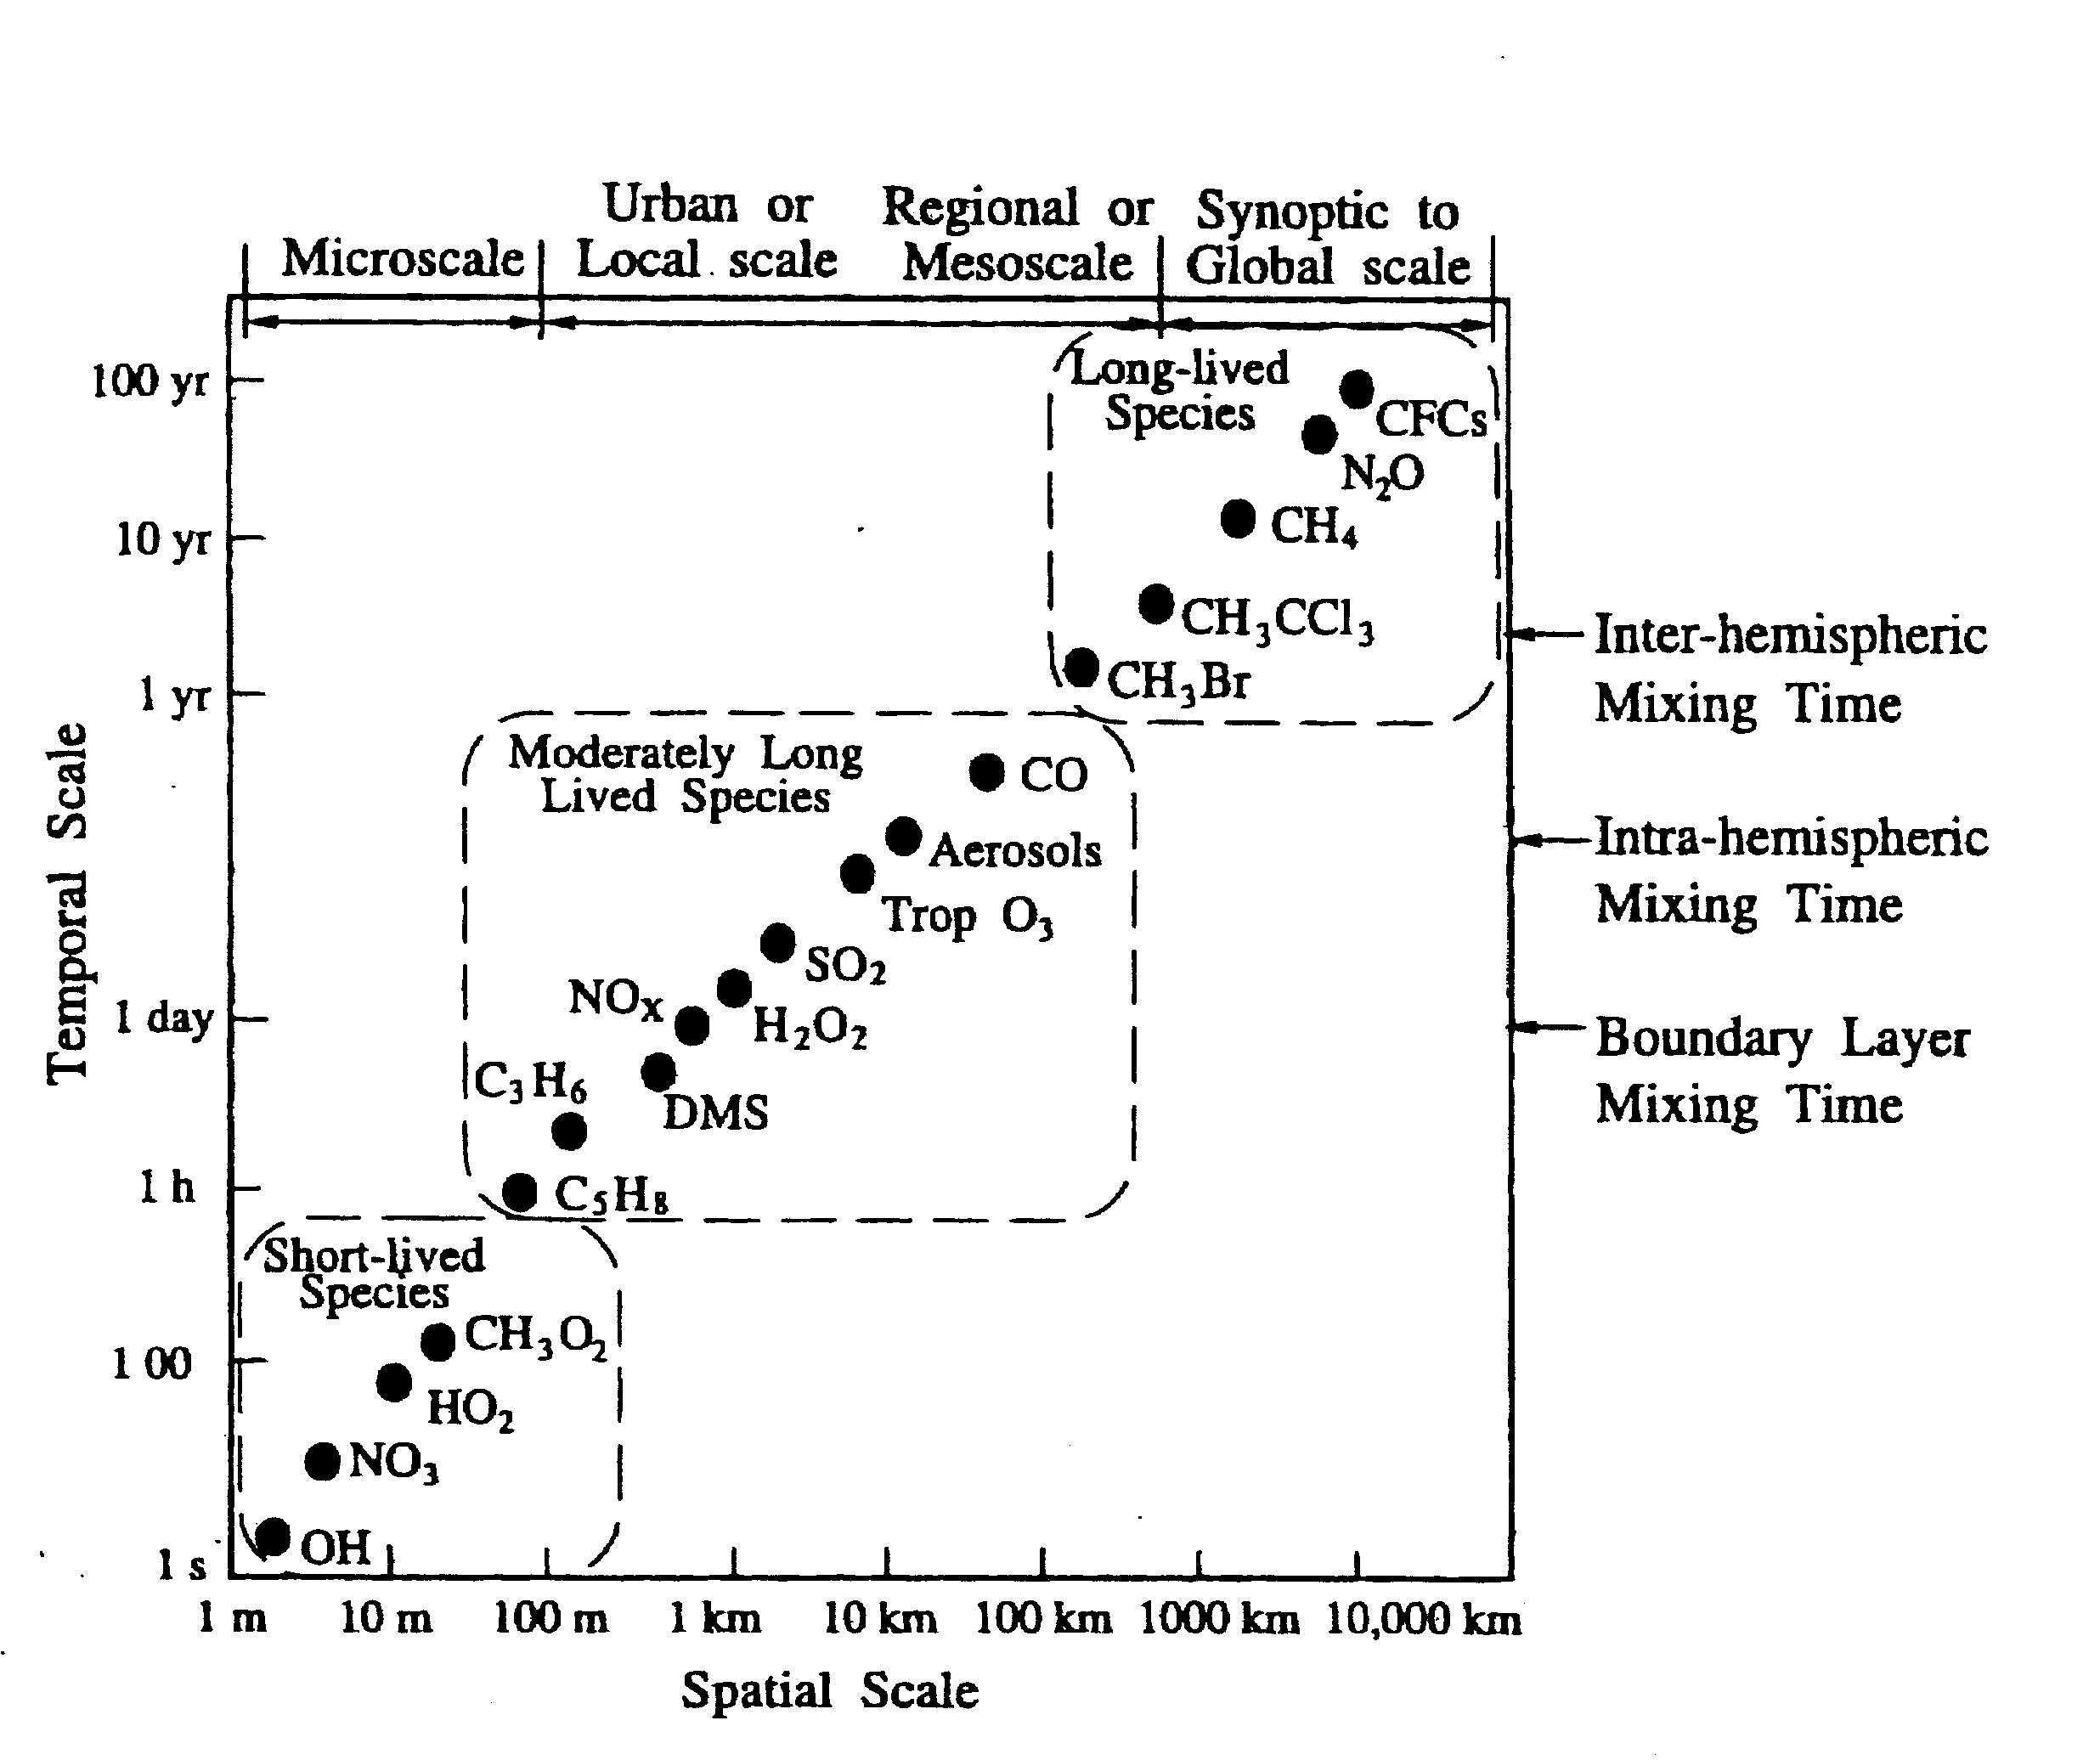 Urban or
Regional or
Synoptic to
Microscale
Local scale
Mesoscale
Global scale
100 yr
Long-lived
Species
CFCs
N₂O
10 yr
CH₄
CH₃CCl₃
Inter-hemispheric
Mixing Time
1 yr
CH₃Br
Moderately Long
Lived Species
CO
Aerosols
Intra-hemispheric
Mixing Time
Trop O₃
SO₂
NOx
H₂O₂
1 day
Boundary Layer
Mixing Time
C₃H₆
DMS
1 h
C₅H₈
Short-lived
Species
CH₃O₂
1 00
HO₂
NO₃
OH
1 s
Temporal Scale
1 m 10 m 100 m 1 km 10 km 100 km 1000 km 10,000 km
Spatial Scale